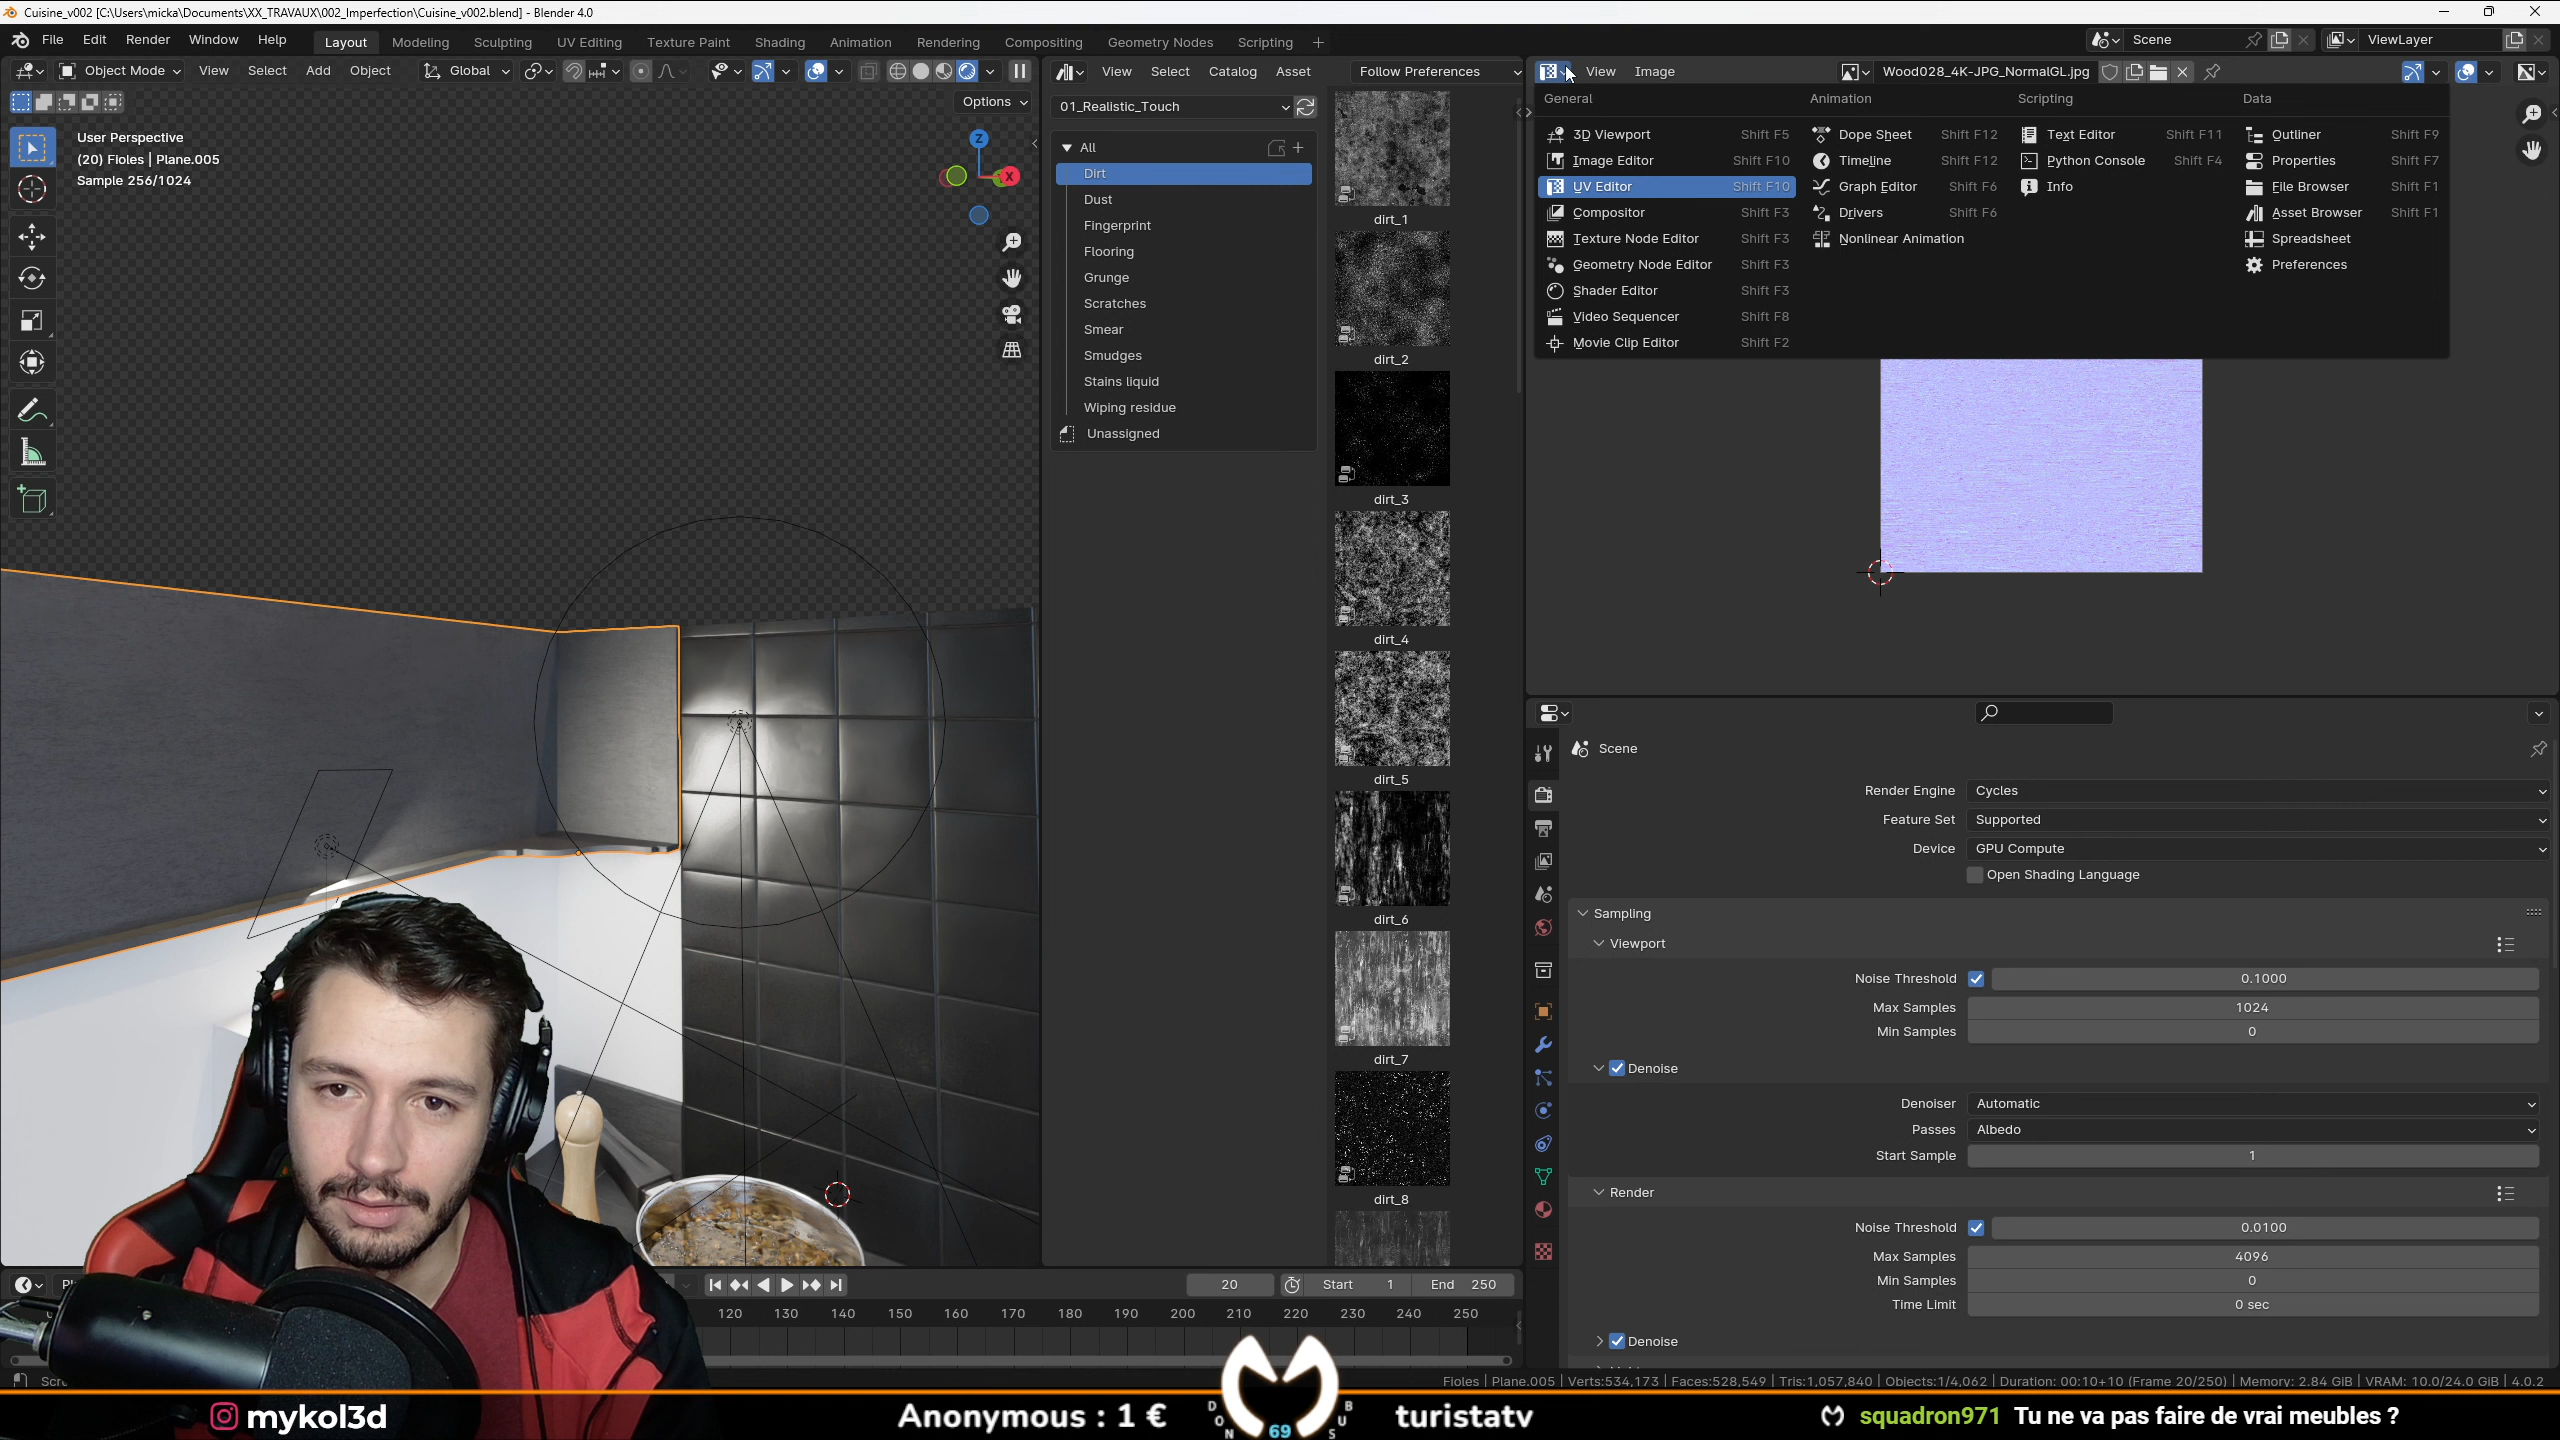 Cuisine_v002 [C:\Users\micka\Documents\XX_TRAVAUX\002_Imperfection\Cuisine_v002.blend] - Blender 4.0
File Edit Render Window Help Layout Modeling Sculpting UV Editing Texture Paint Shading Animation Rendering Compositing Geometry Nodes Scripting + Scene ViewLayer
Object Mode View Select Add Object Global
Options
User Perspective
(20) Fioles | Plane.005
Sample 256/1024
Z
X
View Select Catalog Asset Follow Preferences
01_Realistic_Touch
All
Dirt
Dust
Fingerprint
Flooring
Grunge
Scratches
Smear
Smudges
Stains liquid
Wiping residue
Unassigned
dirt_1
dirt_2
dirt_3
dirt_4
dirt_5
dirt_6
dirt_7
dirt_8
View Image Wood028_4K-JPG_NormalGL.jpg
General
3D Viewport Shift F5
Image Editor Shift F10
UV Editor Shift F10
Compositor Shift F3
Texture Node Editor Shift F3
Geometry Node Editor Shift F3
Shader Editor Shift F3
Video Sequencer Shift F8
Movie Clip Editor Shift F2
Animation
Dope Sheet Shift F12
Timeline Shift F12
Graph Editor Shift F6
Drivers Shift F6
Nonlinear Animation
Scripting
Text Editor Shift F11
Python Console Shift F4
Info
Data
Outliner Shift F9
Properties Shift F7
File Browser Shift F1
Asset Browser Shift F1
Spreadsheet
Preferences
Scene
Render Engine Cycles
Feature Set Supported
Device GPU Compute
Open Shading Language
Sampling
Viewport
Noise Threshold 0.1000
Max Samples 1024
Min Samples 0
Denoise
Denoiser Automatic
Passes Albedo
Start Sample 1
Render
Noise Threshold 0.0100
Max Samples 4096
Min Samples 0
Time Limit 0 sec
Denoise
20 Start 1 End 250
120 130 140 150 160 170 180 190 200 210 220 230 240 250
Fioles | Plane.005 | Verts:534,173 | Faces:528,549 | Tris:1,057,840 | Objects:1/4,062 | Duration: 00:10+10 (Frame 20/250) | Memory: 2.84 GiB | VRAM: 10.0/24.0 GiB | 4.0.2
mykol3d
Anonymous : 1 €
DON
69
BUS
turistatv
squadron971 Tu ne va pas faire de vrai meubles ?